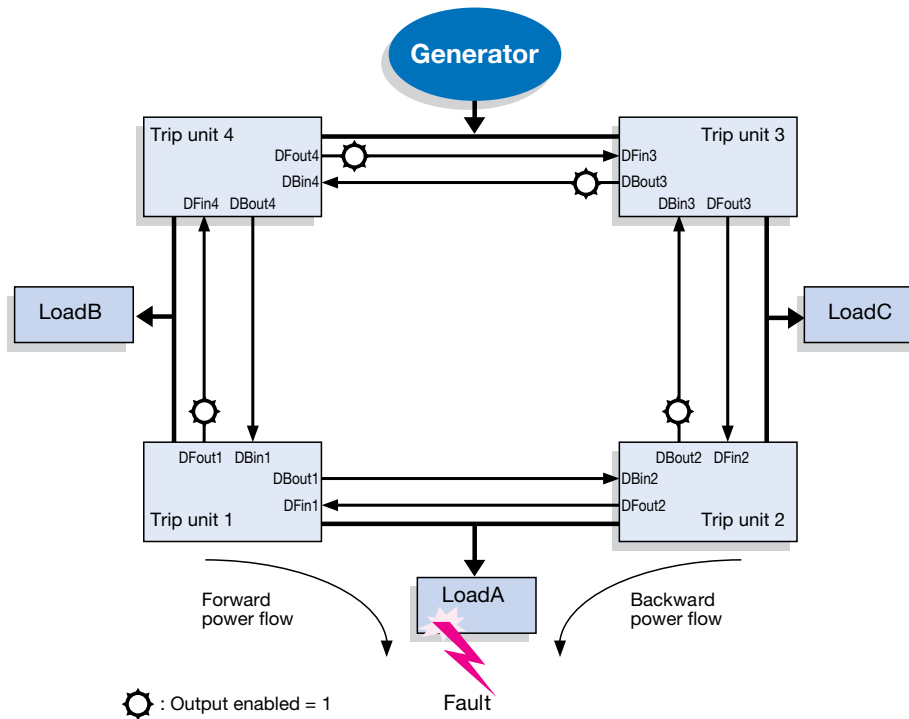 Generator
Trip unit 4
Trip unit 3
DFout4
DFin3
DBin4
DBout3
DFin4 DBout4
DBin3 DFout3
LoadB
LoadC
DFout1 DBin1
DBout2 DFin2
DBout1
DBin2
DFin1
DFout2
Trip unit 1
Trip unit 2
LoadA
Forward
power flow
Backward
power flow
: Output enabled = 1
Fault